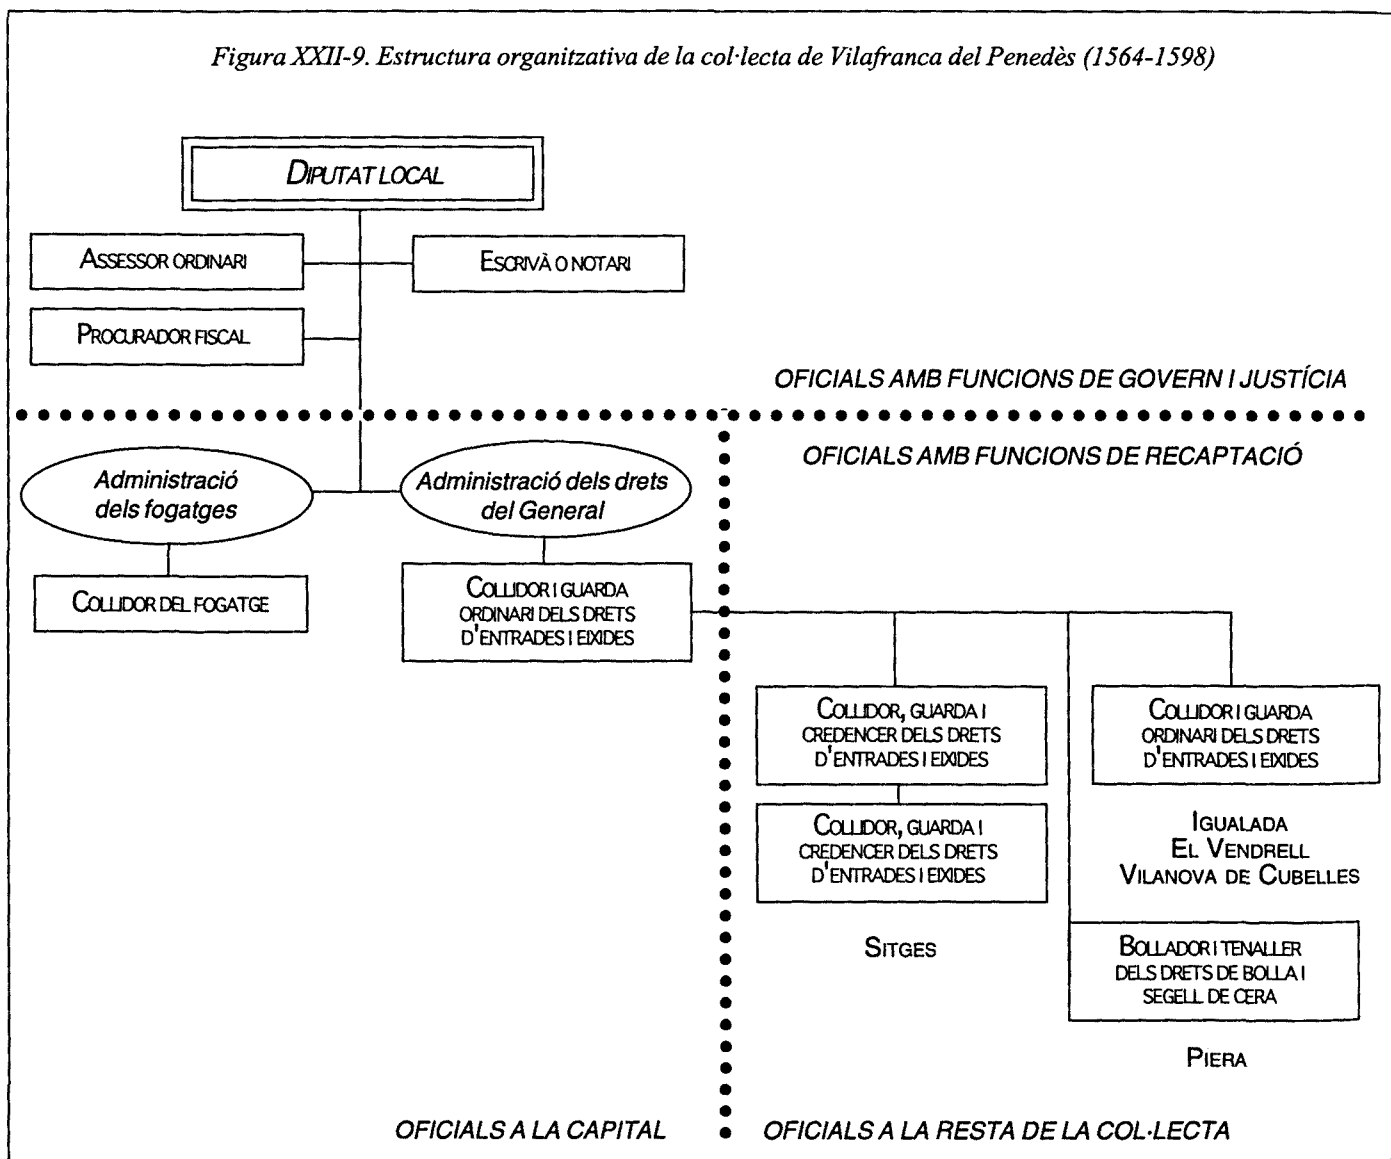 Figura XXII-9. Estructura organitzativa de la col·lecta de Vilafranca del Penedès (1564-1598)
DIPUTAT LOCAL
ASSESSOR ORDINARI
ESCRIVÀ O NOTARI
PROCURADOR FISCAL
OFICIALS AMB FUNCIONS DE GOVERN I JUSTÍCIA
OFICIALS AMB FUNCIONS DE RECAPTACIÓ
Administració
dels fogatges
Administració dels drets
del General
COLLIDOR DEL FOGATGE
COLLIDOR I GUARDA
ORDINARI DELS DRETS
D'ENTRADES I EIXIDES
COLLIDOR, GUARDA I
CREDENCER DELS DRETS
D'ENTRADES I EIXIDES
COLLIDOR, GUARDA I
CREDENCER DELS DRETS
D'ENTRADES I EIXIDES
SITGES
COLLIDOR I GUARDA
ORDINARI DELS DRETS
D'ENTRADES I EIXIDES
IGUALADA
EL VENDRELL
VILANOVA DE CUBELLES
BOLLADOR I TENALLER
DELS DRETS DE BOLLA I
SEGELL DE CERA
PIERA
OFICIALS A LA CAPITAL
OFICIALS A LA RESTA DE LA COL·LECTA